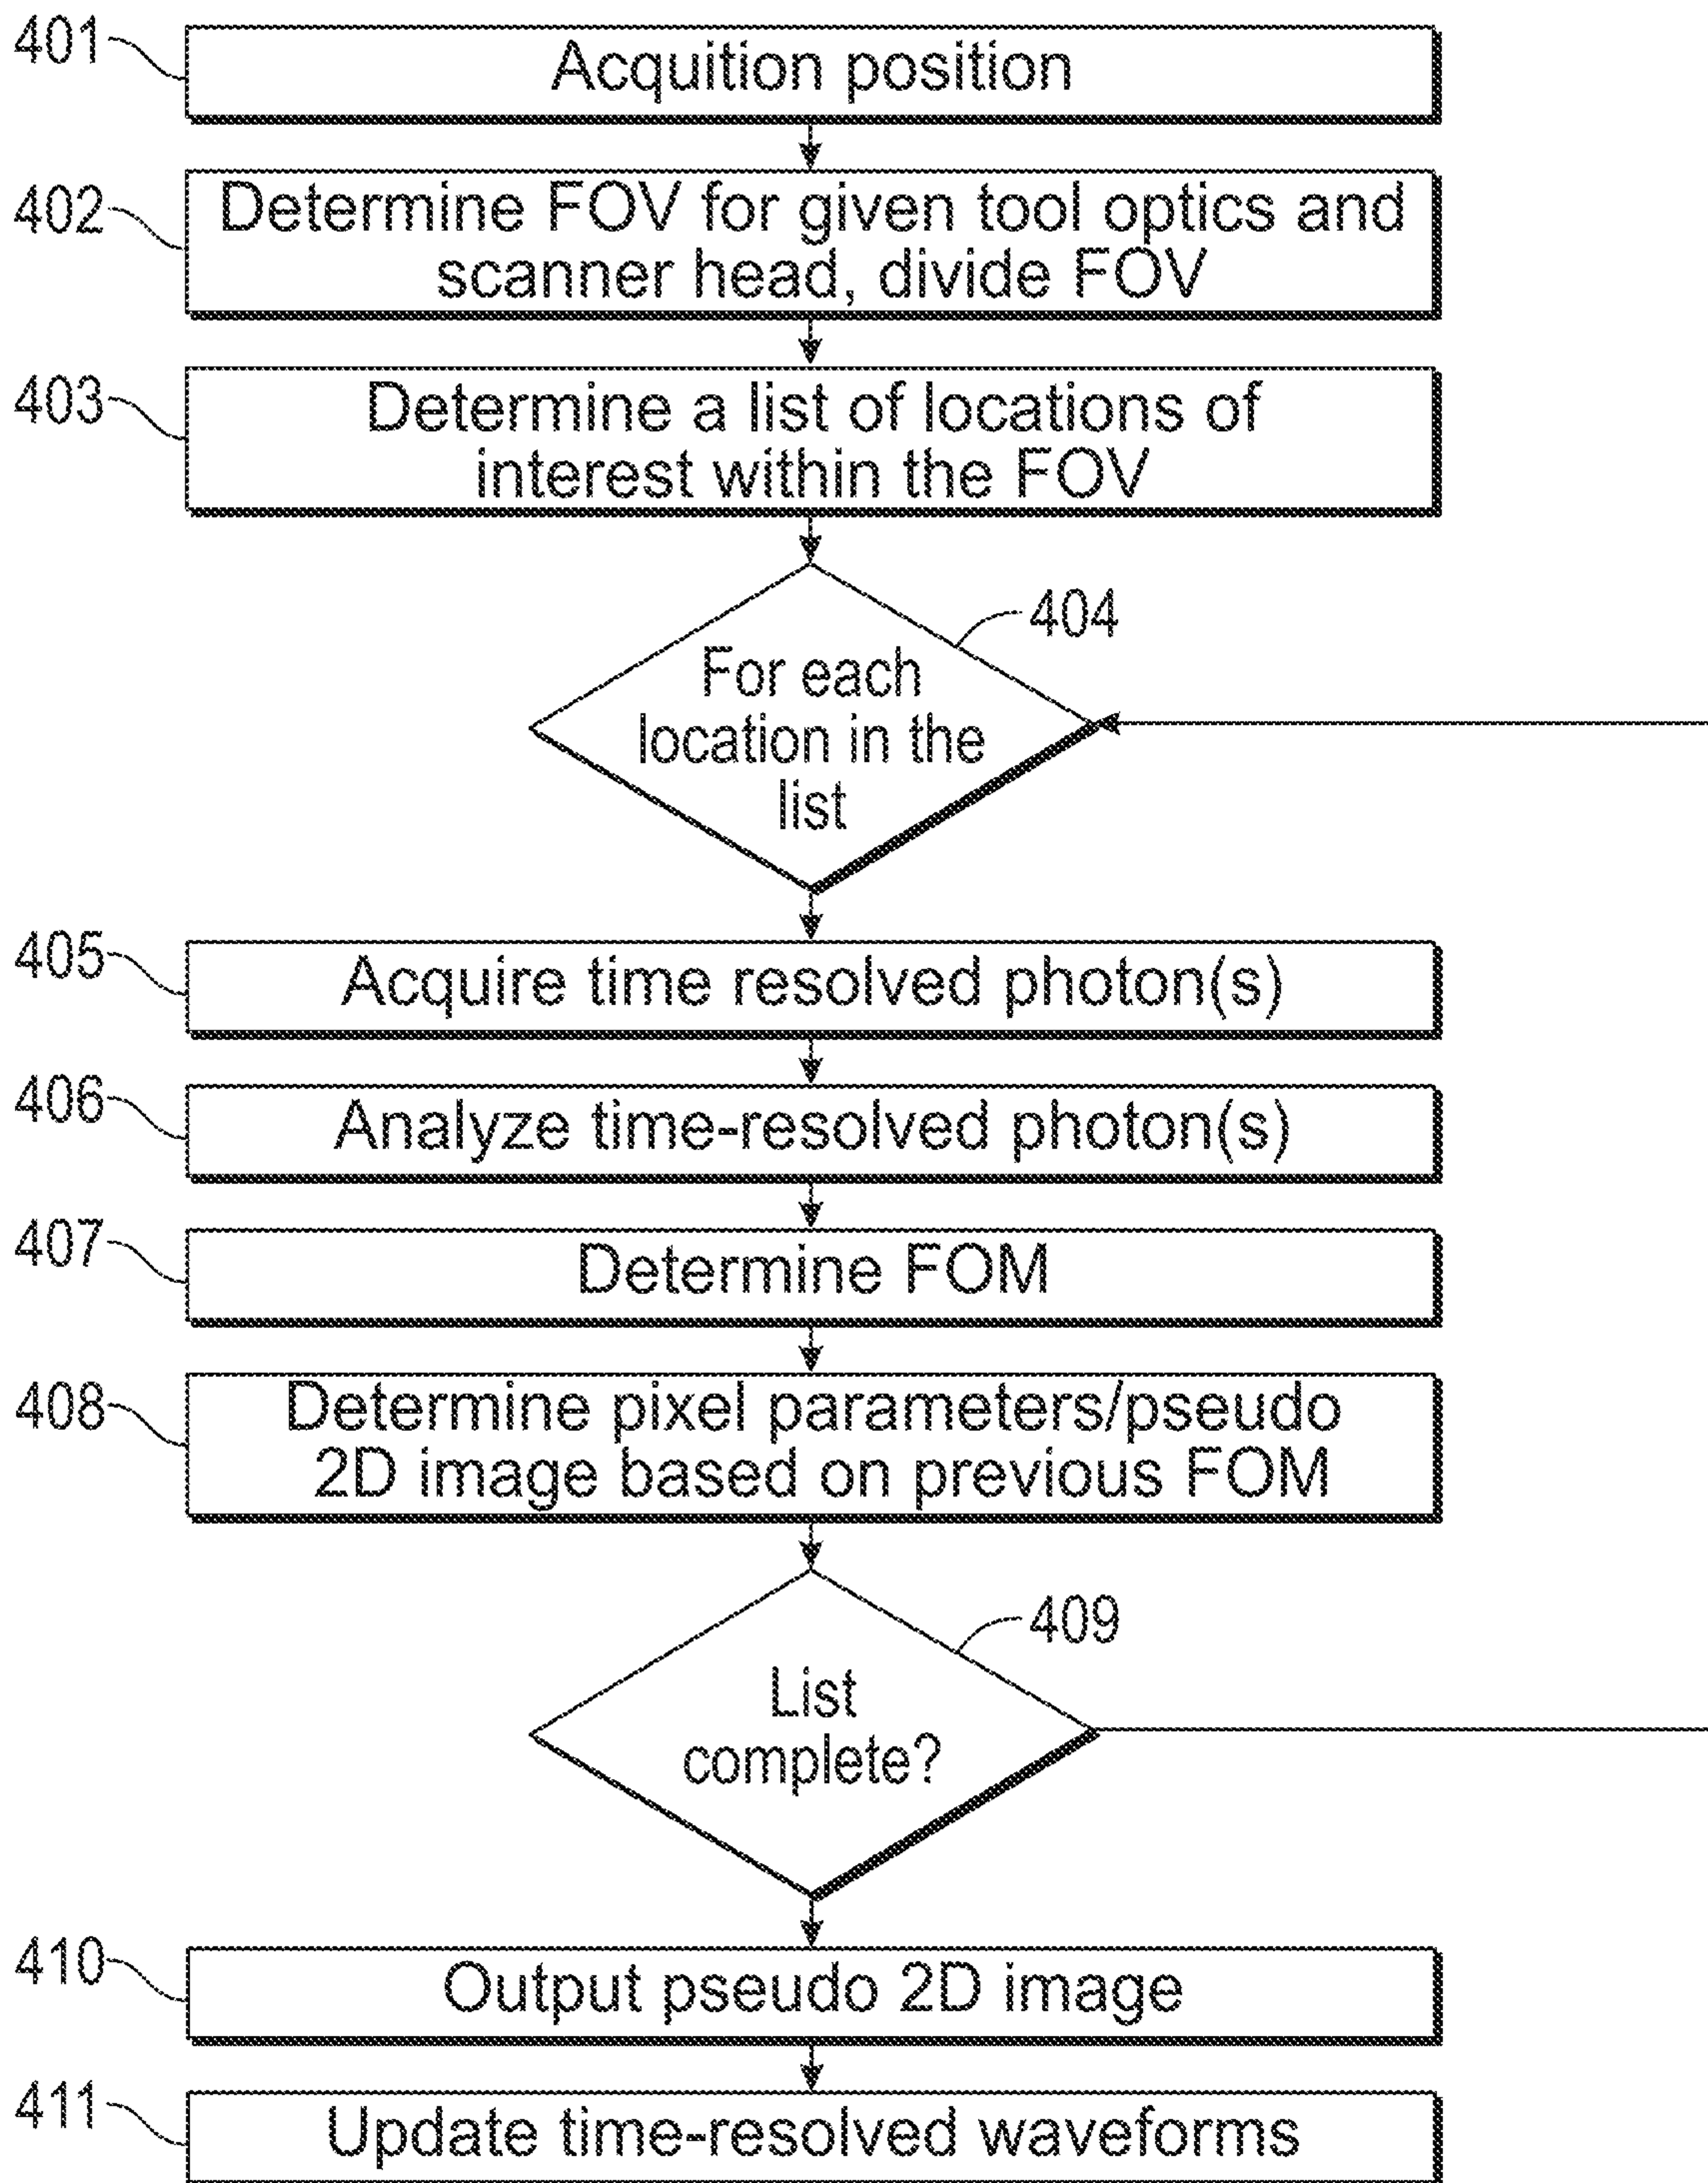 401
Acquition position
402
Determine FOV for given tool optics and
scanner head, divide FOV
403
Determine a list of locations of
interest within the FOV
404
For each
location in the
list
405
Acquire time resolved photon(s)
406
Analyze time-resolved photon(s)
407
Determine FOM
408
Determine pixel parameters/pseudo
2D image based on previous FOM
409
List
complete?
410
Output pseudo 2D image
411
Update time-resolved waveforms